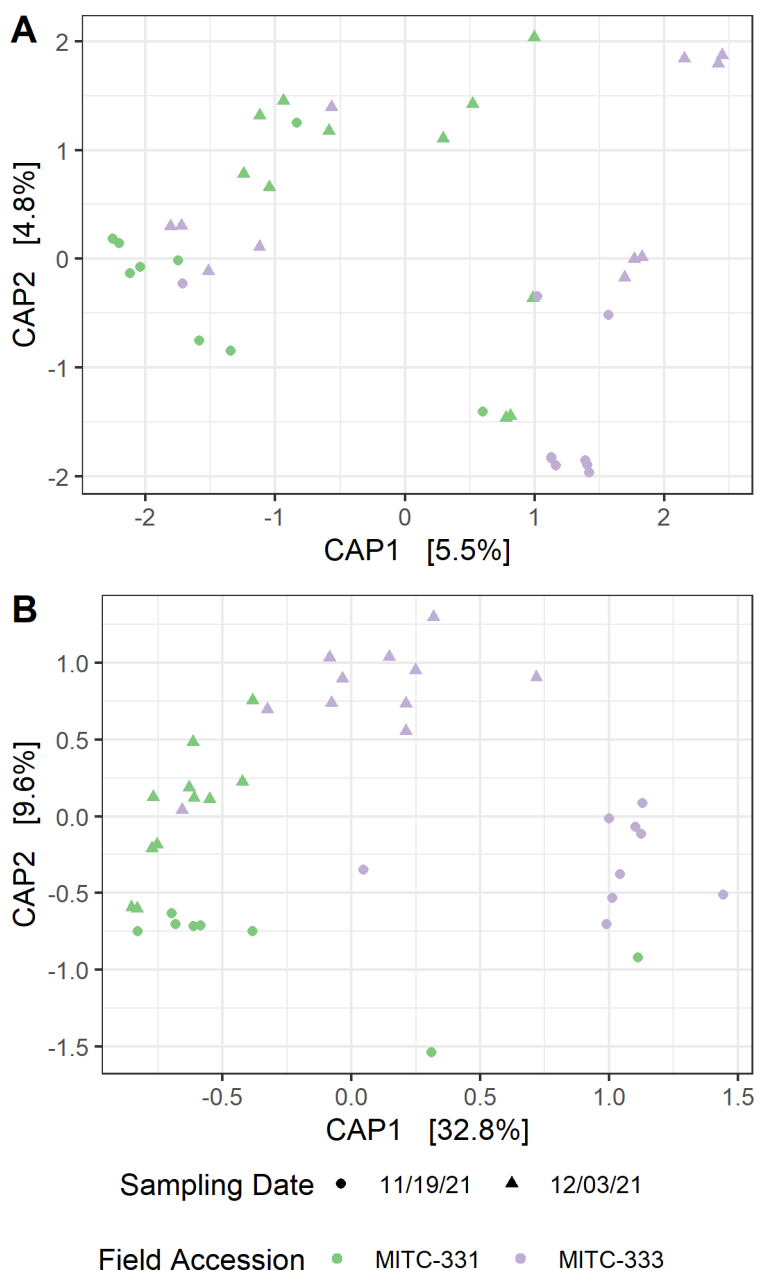 A
2
1
0
-1
-2
CAP2 [4.8%]
-2 -1 0 1 2
CAP1 [5.5%]
B
1.0
0.5
0.0
-0.5
-1.0
-1.5
CAP2 [9.6%]
-0.5 0.0 0.5 1.0 1.5
CAP1 [32.8%]
Sampling Date 11/19/21 12/03/21
Field Accession MITC-331 MITC-333